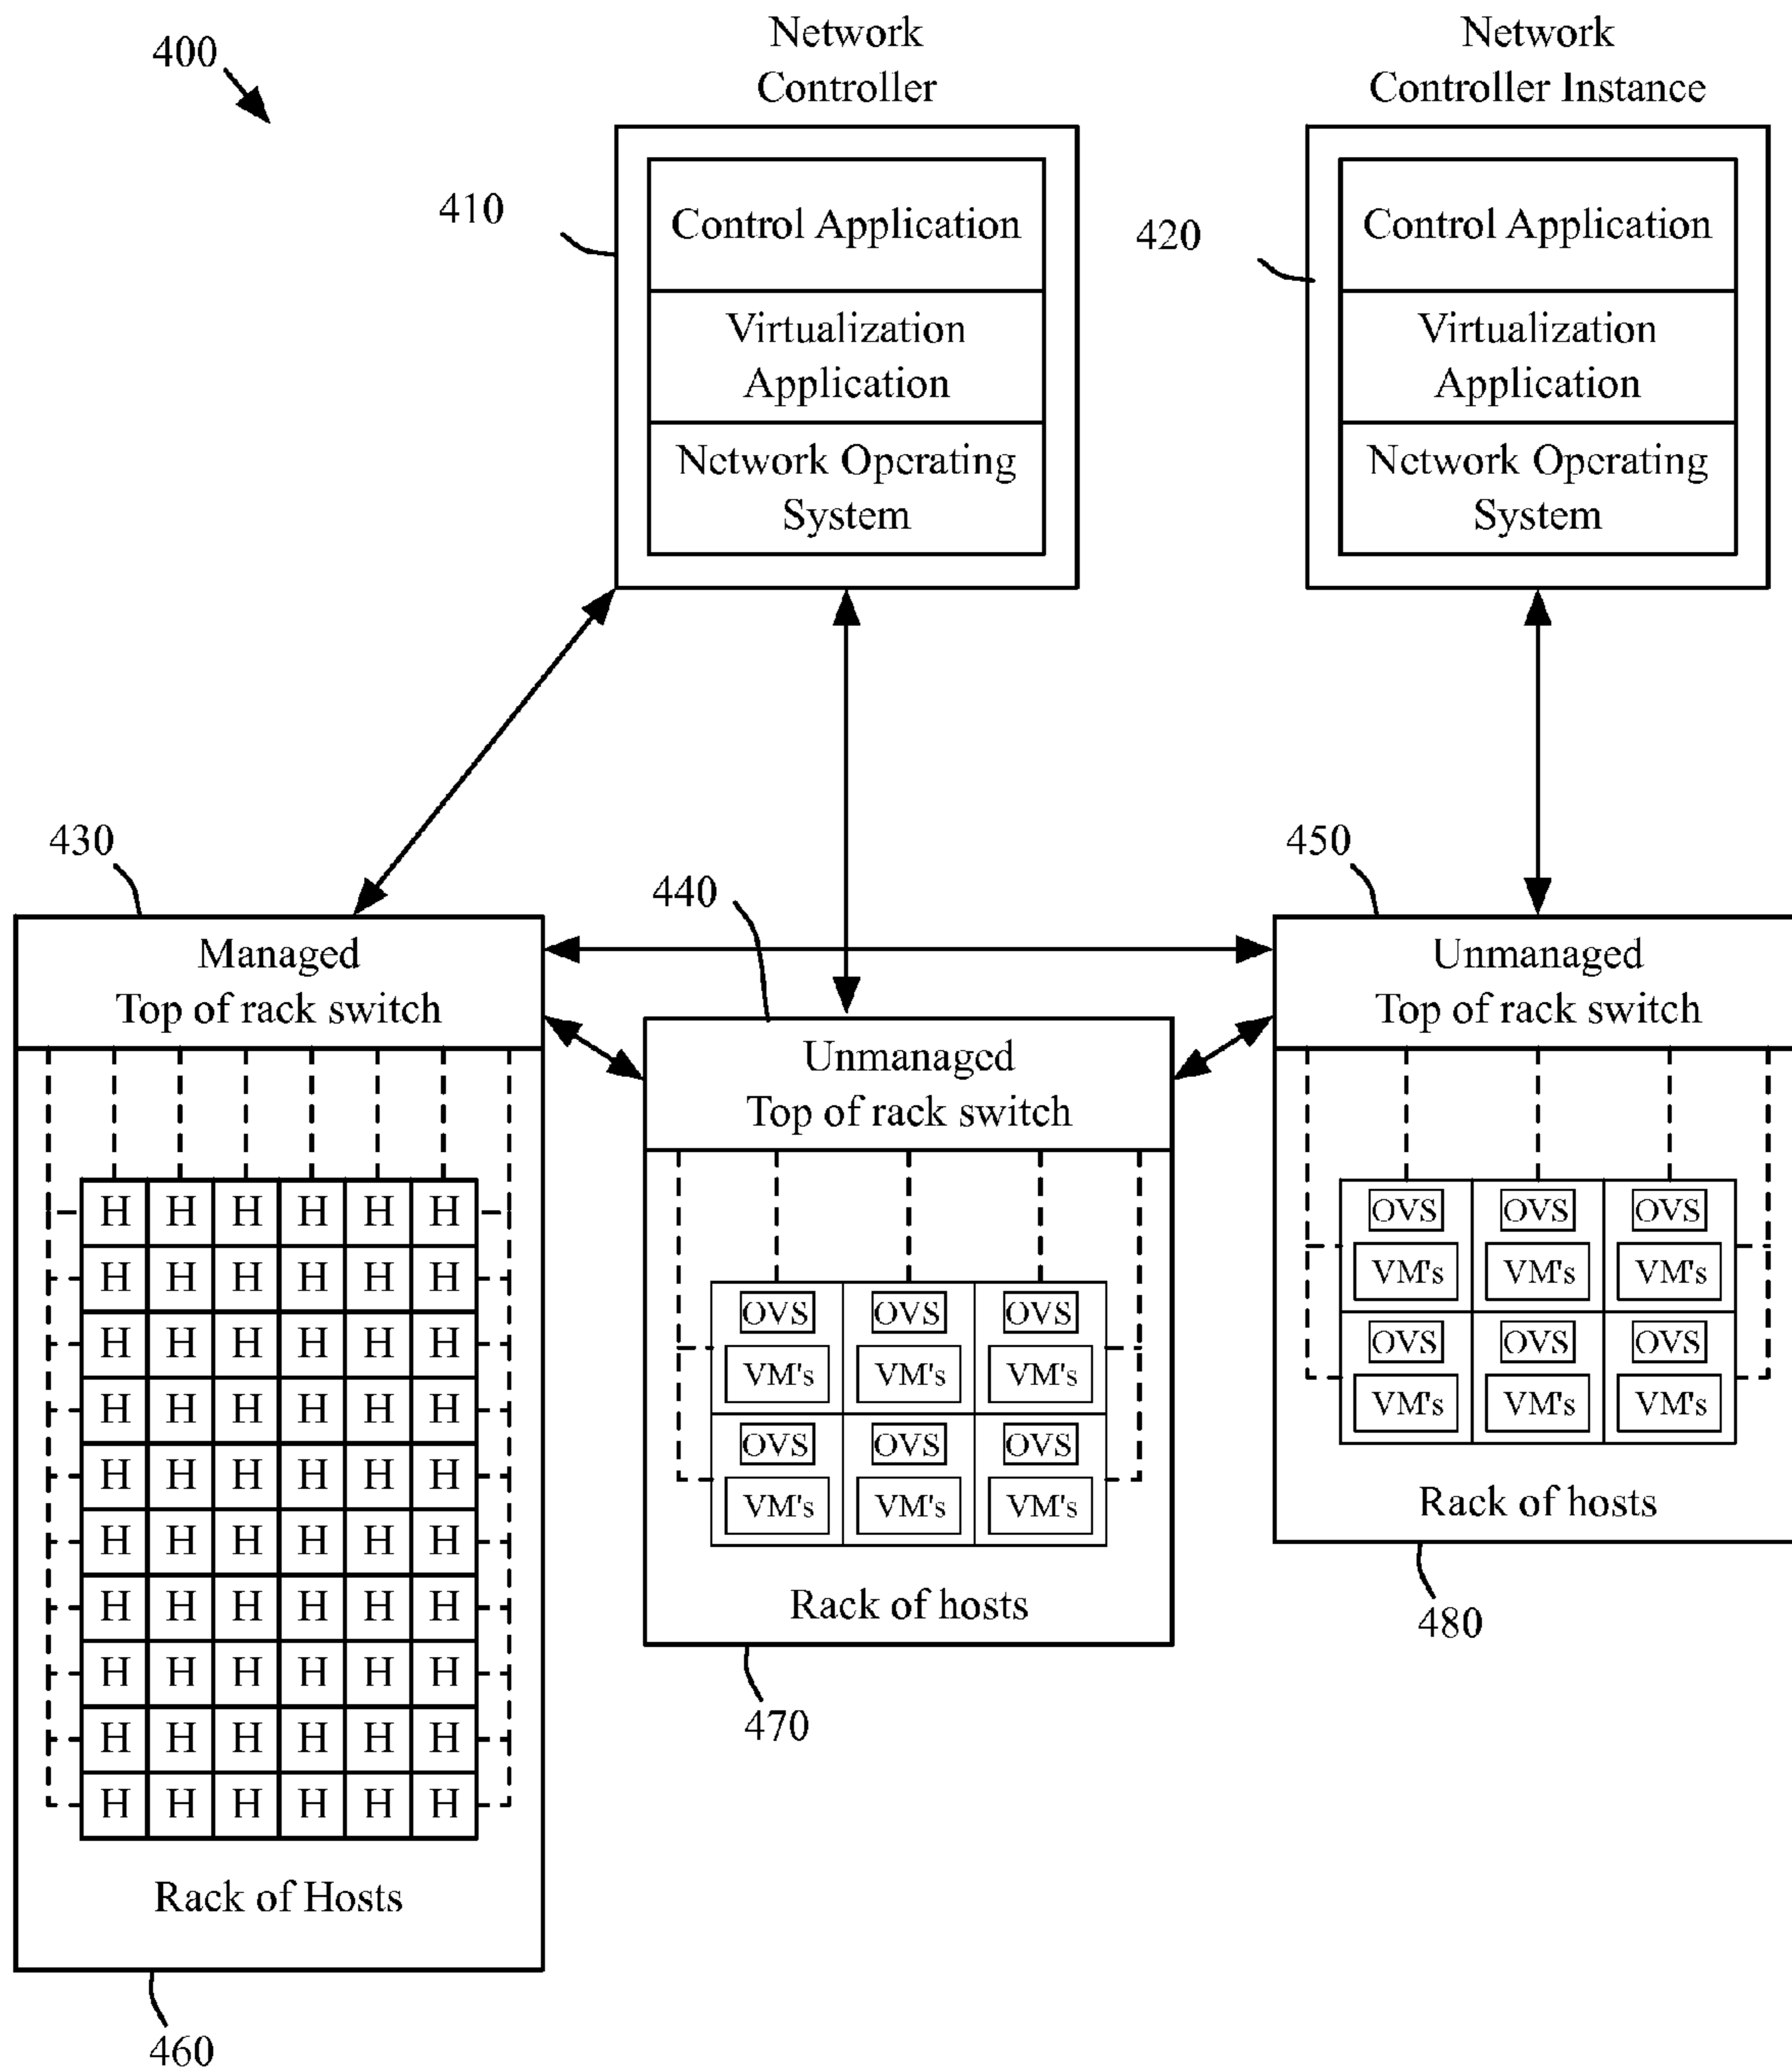 400
Network
Controller
Network
Controller Instance
410
Control Application
Virtualization
Application
Network Operating
System
420
Control Application
Virtualization
Application
Network Operating
System
430
440
450
Managed
Top of rack switch
Unmanaged
Top of rack switch
Unmanaged
Top of rack switch
H H H H H H
H H H H H H
H H H H H H
H H H H H H
H H H H H H
H H H H H H
H H H H H H
H H H H H H
H H H H H H
H H H H H H
Rack of Hosts
460
OVS OVS OVS
VM's VM's VM's
OVS OVS OVS
VM's VM's VM's
Rack of hosts
470
OVS OVS OVS
VM's VM's VM's
OVS OVS OVS
VM's VM's VM's
Rack of hosts
480